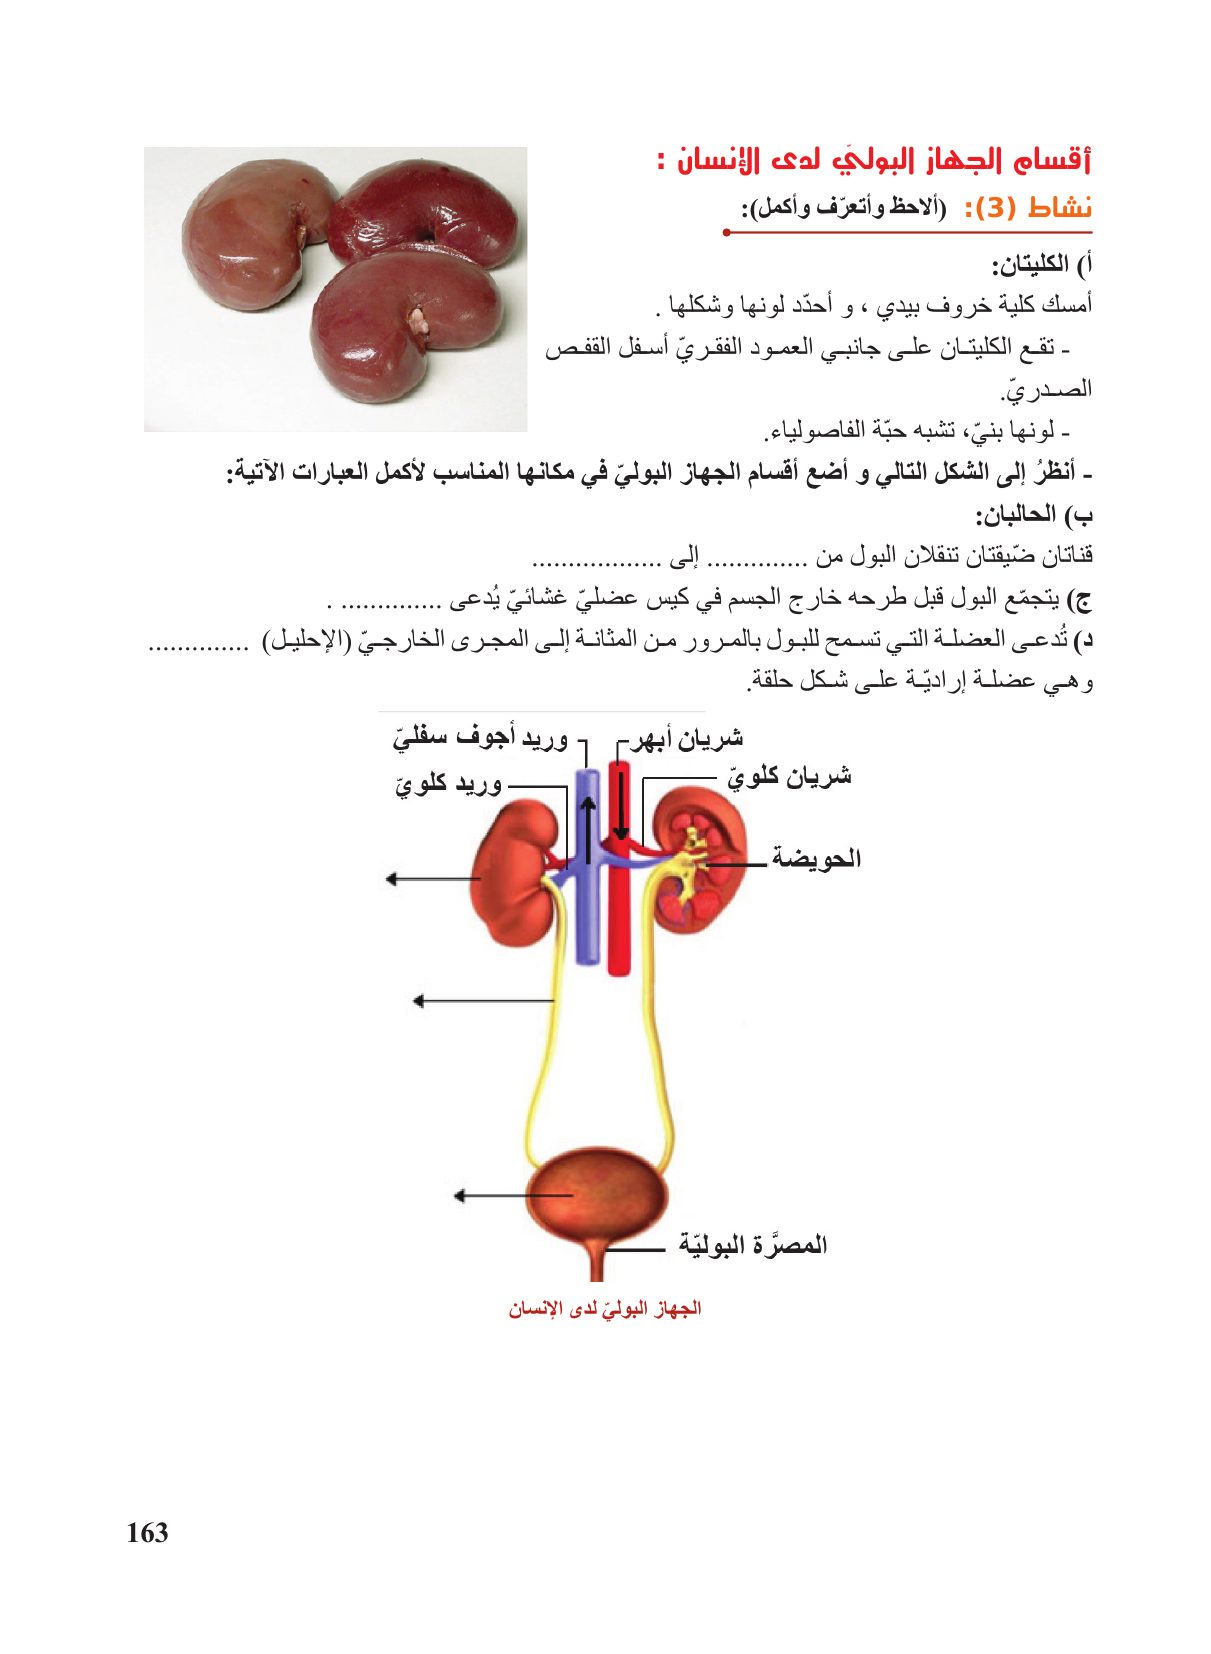 أقسام الجهاز البوليّ لدى الإنسان :
نشاط (3): (ألاحظ وأتعرّف وأكمل):
أ) الكليتان:
أمسك كلية خروف بيدي ، و أحدّد لونها وشكلها .
- تقع الكليتان على جانبي العمود الفقريّ أسفل القفص
الصدريّ.
- لونها بنيّ، تشبه حبّة الفاصولياء.
- أنظرُ إلى الشكل التالي و أضع أقسام الجهاز البوليّ في مكانها المناسب لأكمل العبارات الآتية:
ب) الحالبان:
قناتان ضّيقتان تنقلان البول من .............. إلى ..................
ج) يتجمّع البول قبل طرحه خارج الجسم في كيس عضليّ غشائيّ يُدعى .............. .
د) تُدعى العضلة التي تسمح للبول بالمرور من المثانة إلى المجرى الخارجيّ (الإحليل) ..............
وهي عضلة إراديّة على شكل حلقة.
شريان أبهر
وريد أجوف سفليّ
شريان كلويّ
وريد كلويّ
الحويضة
المصرَّة البوليّة
الجهاز البوليّ لدى الإنسان
163